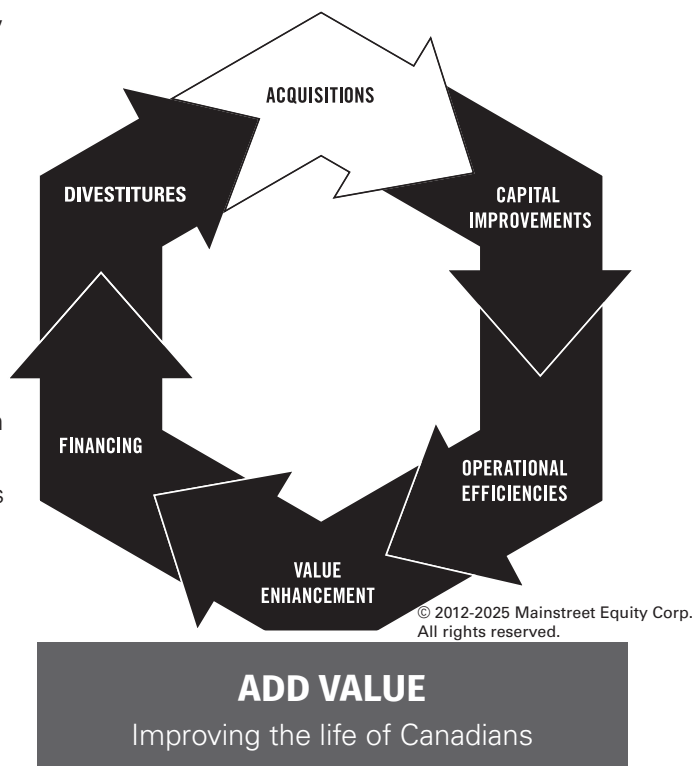 ACQUISITIONS
CAPITAL
IMPROVEMENTS
OPERATIONAL
EFFICIENCIES
VALUE
ENHANCEMENT
FINANCING
DIVESTITURES
© 2012-2025 Mainstreet Equity Corp.
All rights reserved.
ADD VALUE
Improving the life of Canadians